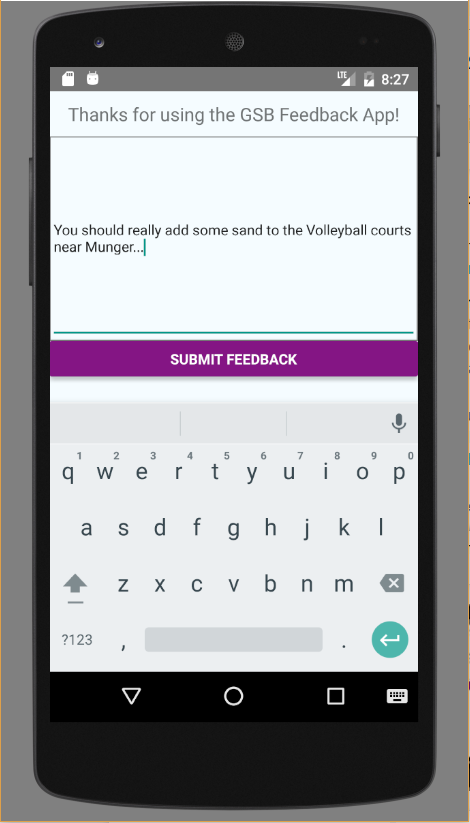 LTE 8:27
Thanks for using the GSB Feedback App!
You should really add some sand to the Volleyball courts
near Munger...
SUBMIT FEEDBACK
1 2 3 4 5 6 7 8 9 0
q w e r t y u i o p
a s d f g h j k l
z x c v b n m
?123 , .